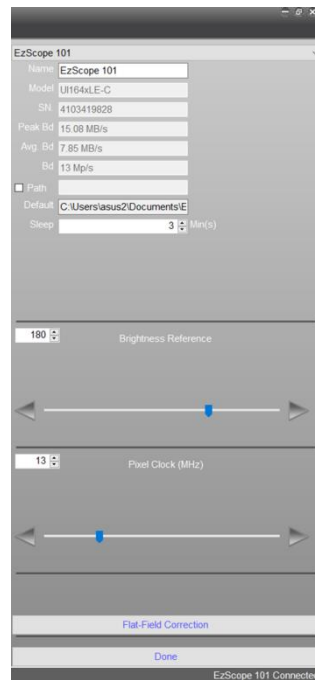 EzScope 101
Name EzScope 101
Model UI164xLE-C
SN. 4103419828
Peak Bd 15.08 MB/s
Avg. Bd 7.85 MB/s
Bd 13 Mp/s
Path
Default C:\Users\asus2\Documents\E
Sleep 3 Min(s)
180 Brightness Reference
13 Pixel Clock (MHz)
Flat-Field Correction
Done
EzScope 101 Connected